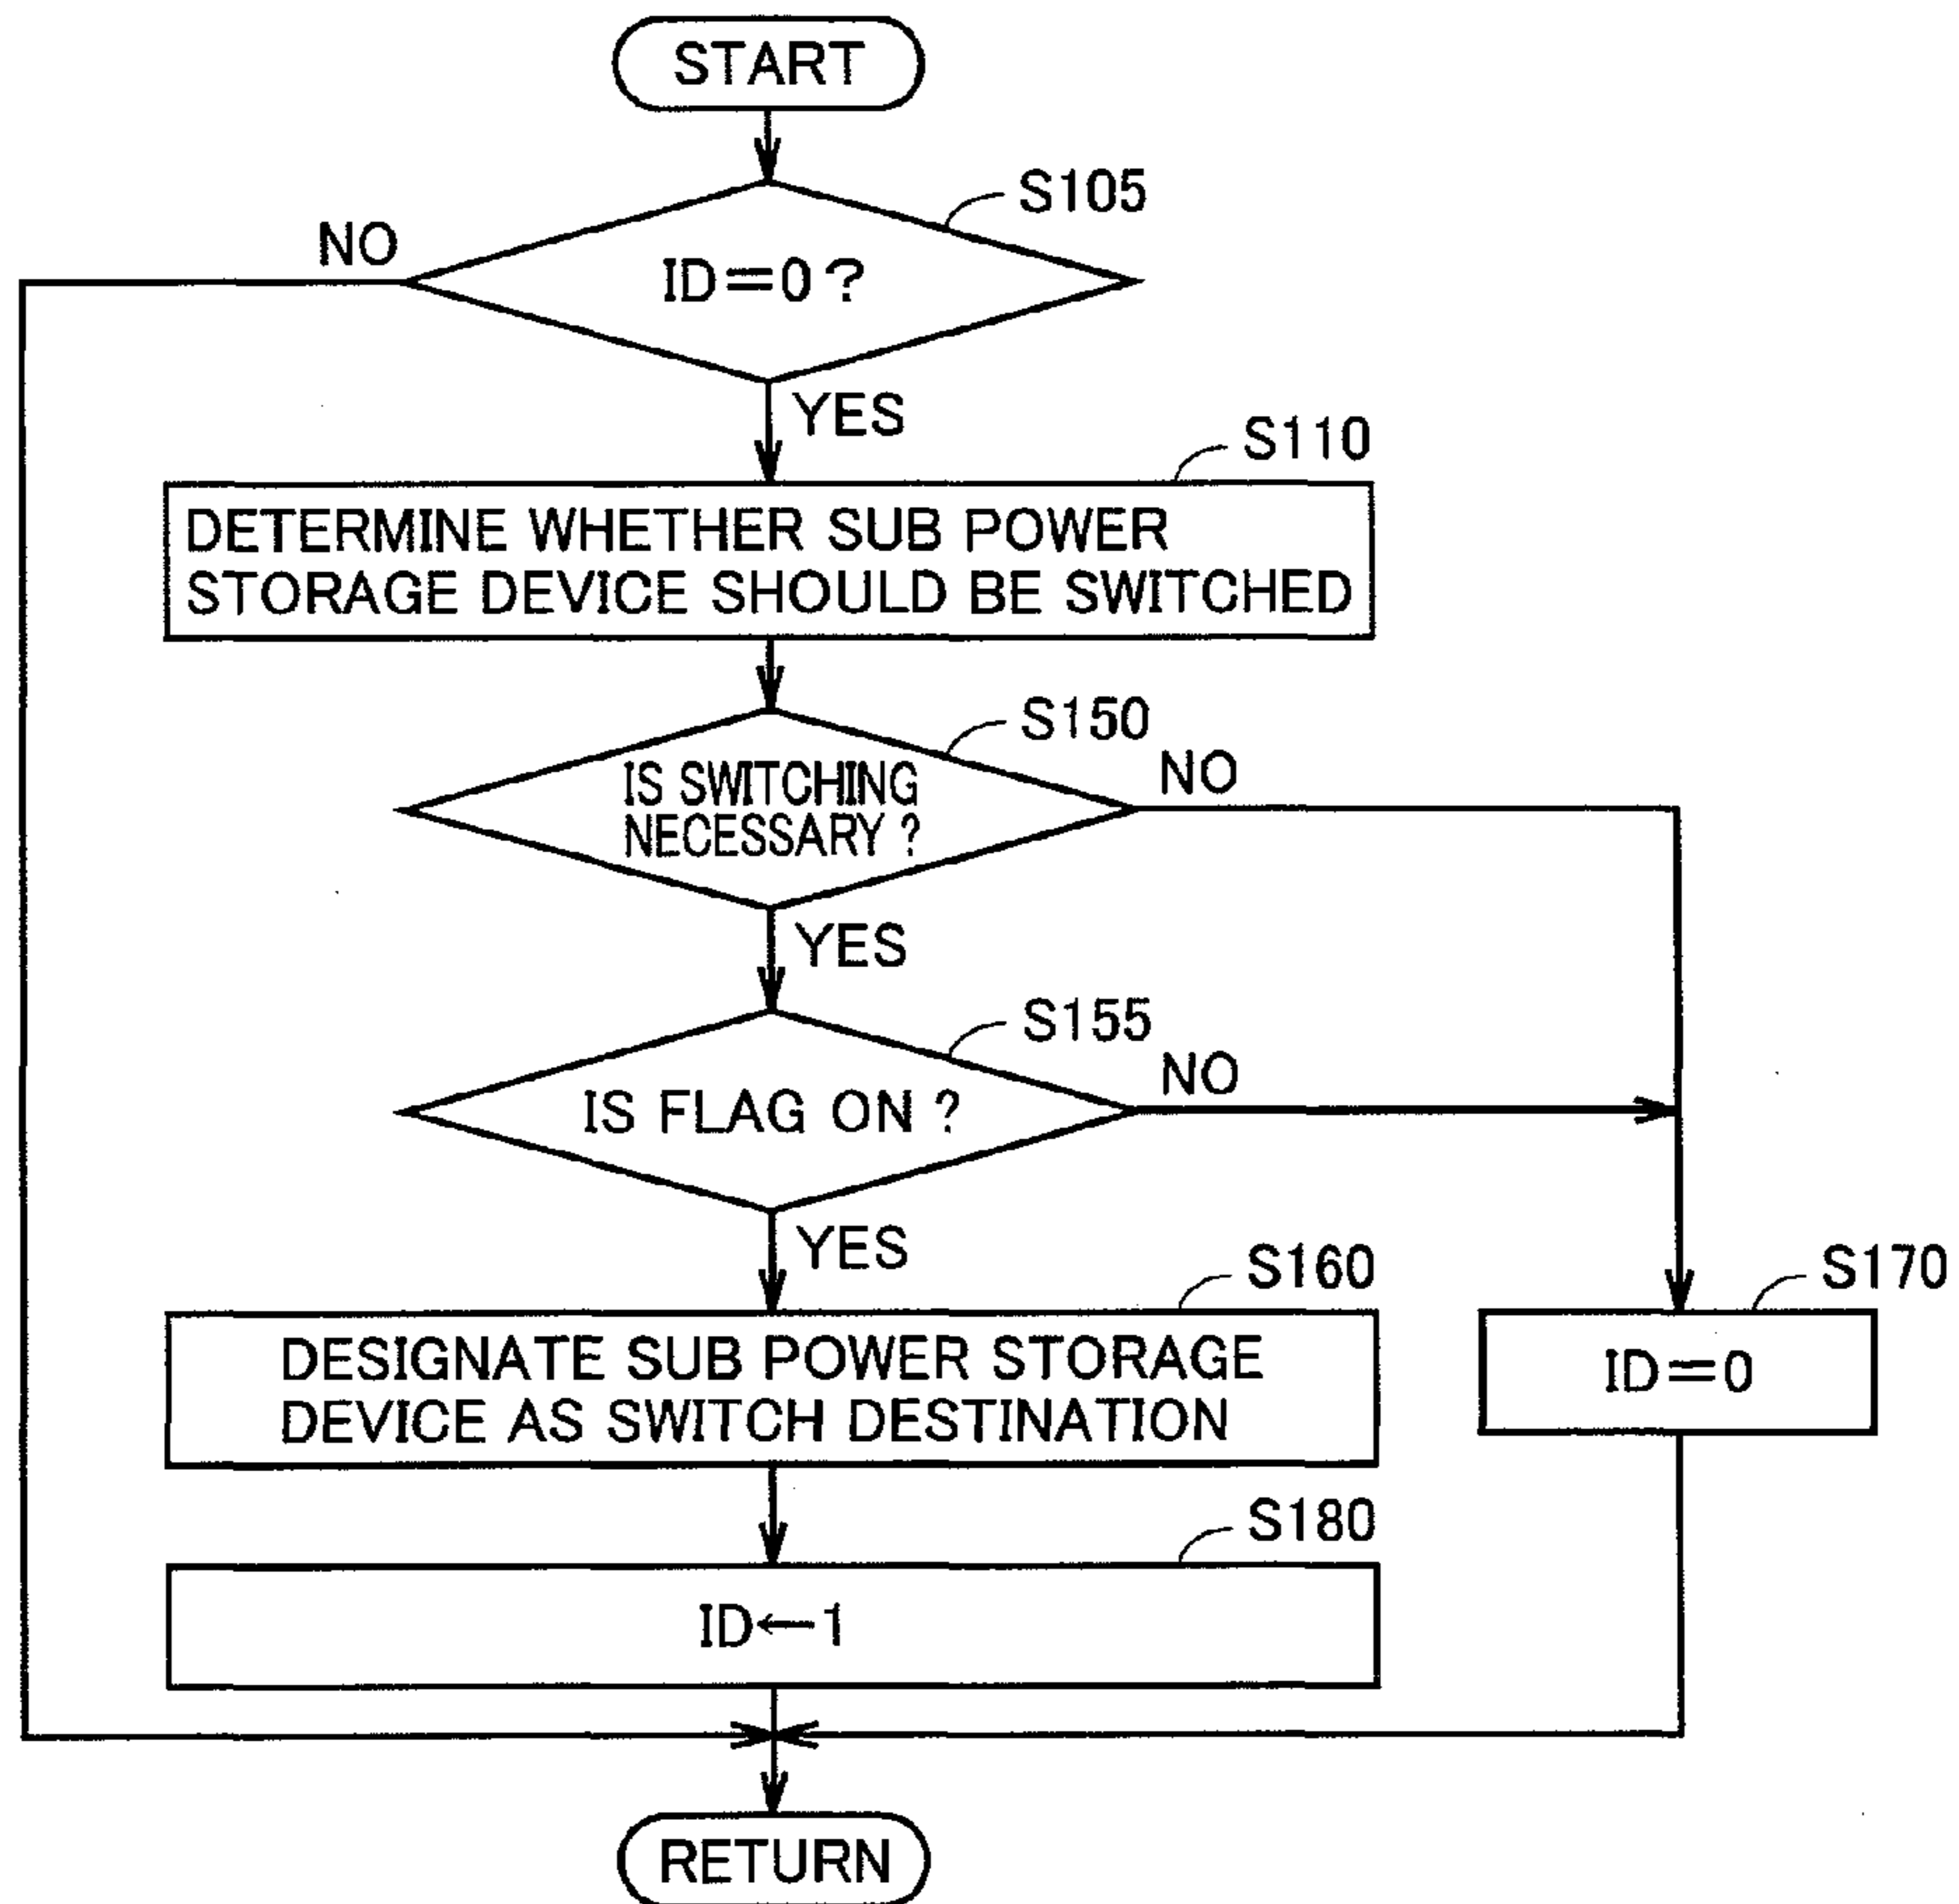 START
S105
NO
ID=0?
YES
S110
DETERMINE WHETHER SUB POWER
STORAGE DEVICE SHOULD BE SWITCHED
S150
IS SWITCHING
NECESSARY?
NO
YES
S155
IS FLAG ON?
NO
YES
S160
DESIGNATE SUB POWER STORAGE
DEVICE AS SWITCH DESTINATION
S170
ID=0
S180
ID←1
RETURN